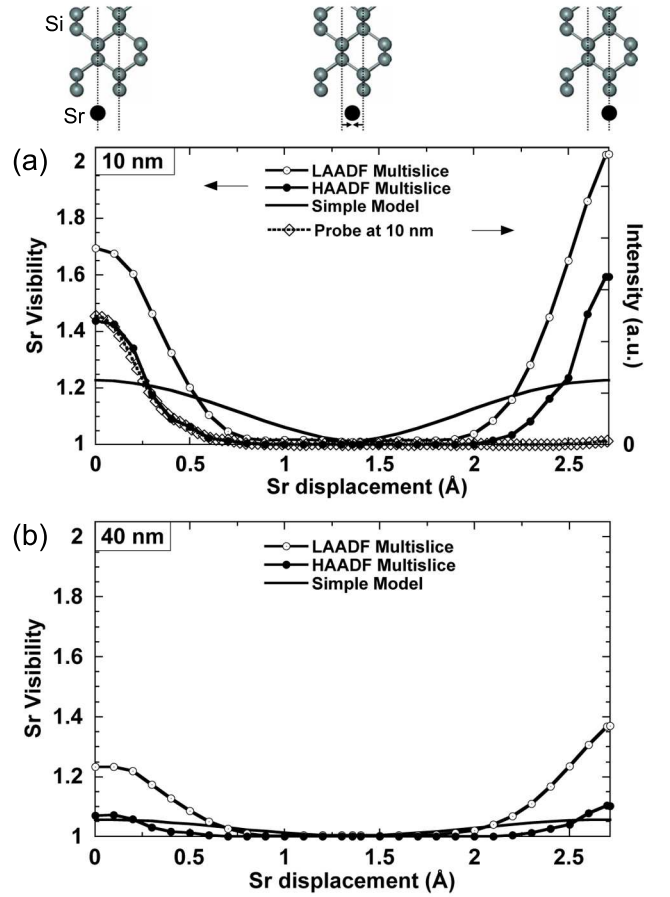 Si
Sr
(a)
10 nm
LAADF Multislice
HAADF Multislice
Simple Model
Probe at 10 nm
2
1.8
1.6
1.4
1.2
1
Sr Visibility
Intensity (a.u.)
0
0 0.5 1 1.5 2 2.5
Sr displacement (Å)
(b)
40 nm
LAADF Multislice
HAADF Multislice
Simple Model
2
1.8
1.6
1.4
1.2
1
Sr Visibility
0 0.5 1 1.5 2 2.5
Sr displacement (Å)